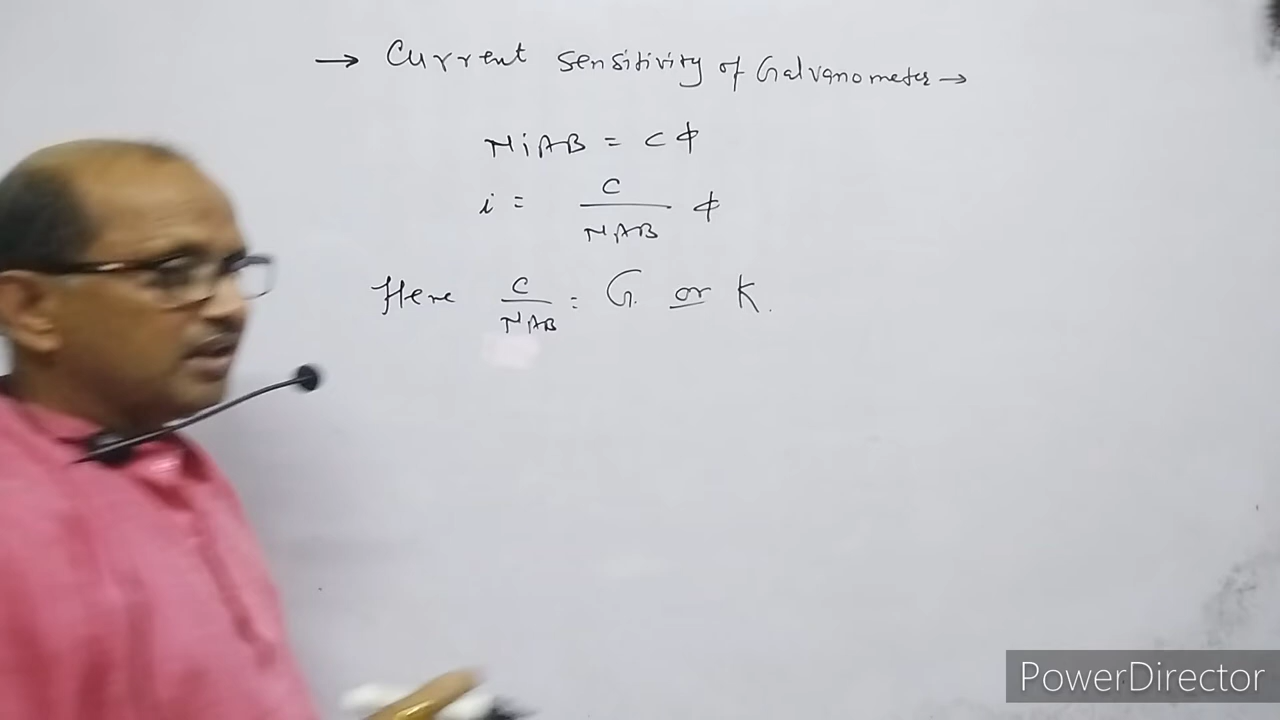 → Current sensitivity of Galvanometer →
NiAB = Cϕ
i = C/NAB ϕ
Here C/NAB = G or K.
PowerDirector